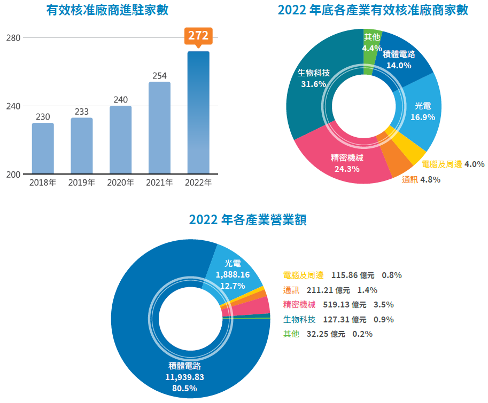 有效核准廠商進駐家數
280
240
200
230
233
240
254
272
2018年
2019年
2020年
2021年
2022年
2022 年底各產業有效核准廠商家數
其他
4.4%
積體電路
14.0%
光電
16.9%
電腦及周邊 4.0%
通訊 4.8%
精密機械
24.3%
生物科技
31.6%
2022 年各產業營業額
光電
1,888.16
12.7%
積體電路
11,939.83
80.5%
電腦及周邊 115.86 億元 0.8%
通訊 211.21 億元 1.4%
精密機械 519.13 億元 3.5%
生物科技 127.31 億元 0.9%
其他 32.25 億元 0.2%